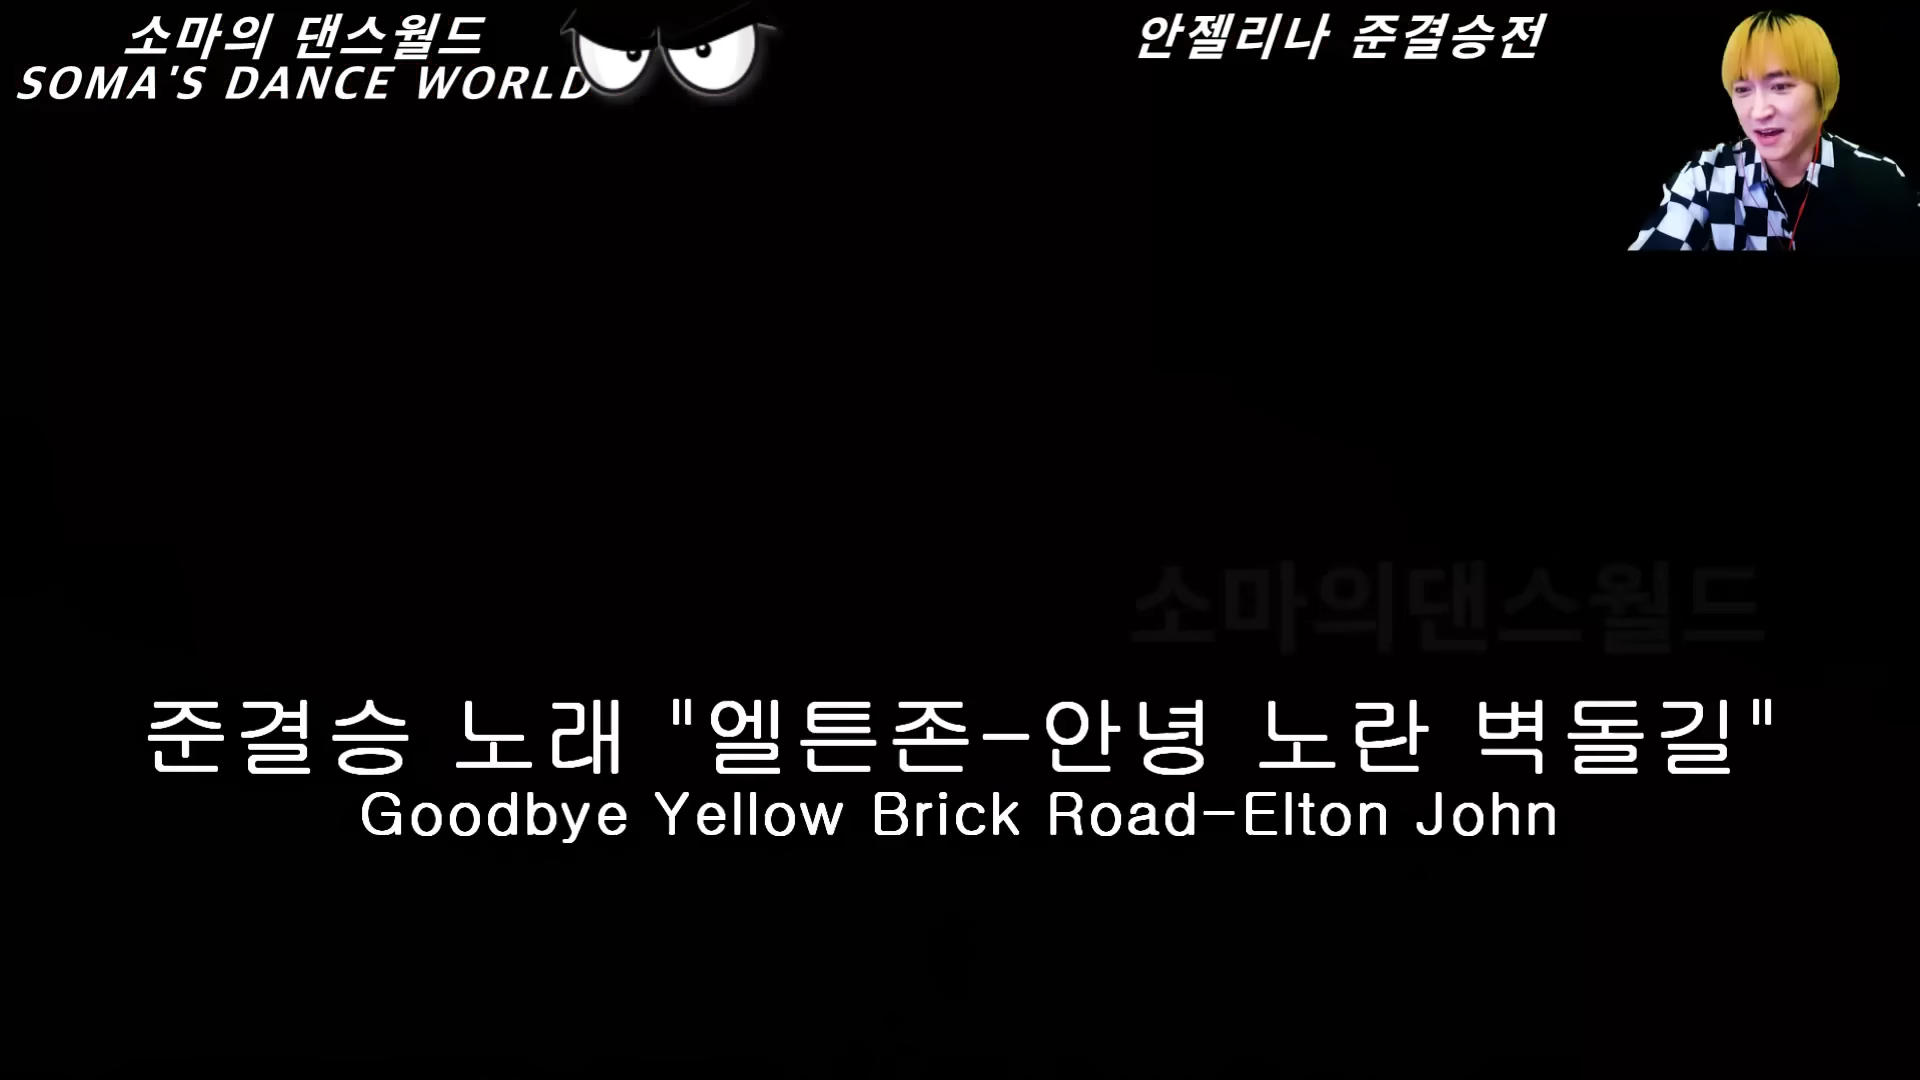 소마의 댄스월드
SOMA'S DANCE WORLD
안젤리나 준결승전
소마의댄스월드
준결승 노래 "엘튼존-안녕 노란 벽돌길"
Goodbye Yellow Brick Road-Elton John